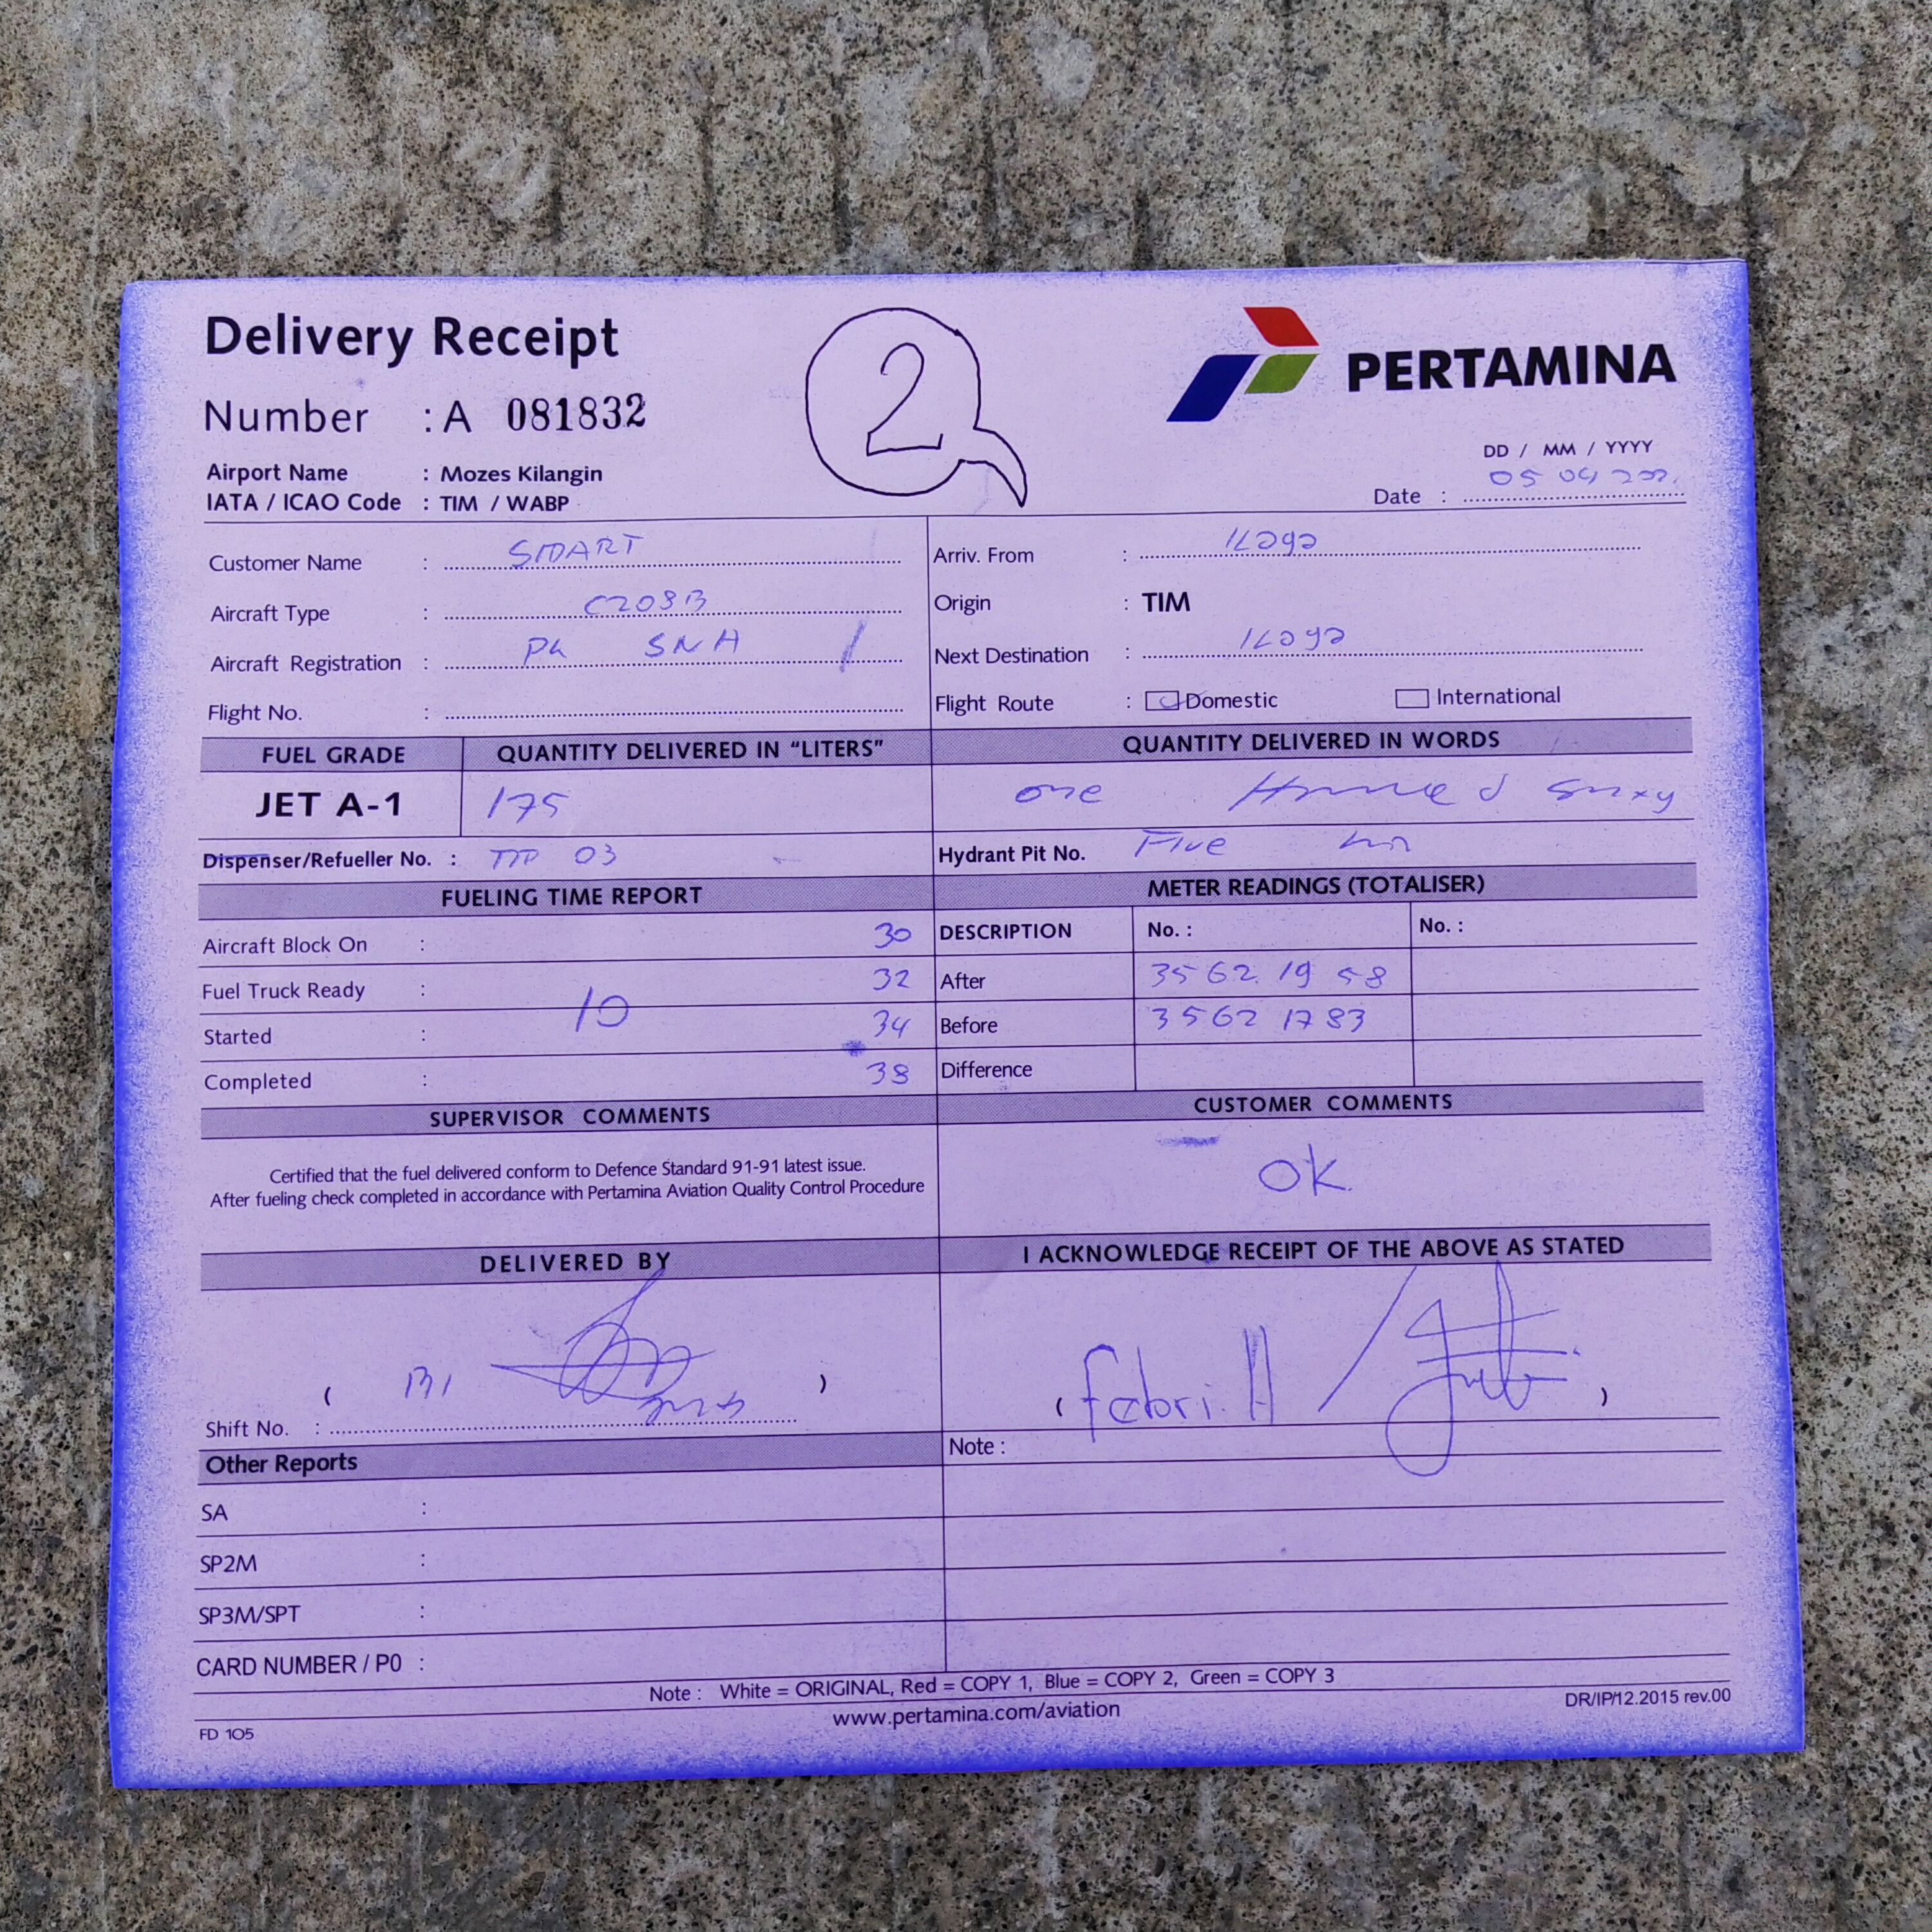 Delivery Receipt
2
PERTAMINA
Number : A 081832
Airport Name : Mozes Kilangin
IATA / ICAO Code : TIM / WABP
DD / MM / YYYY
Date : 05 04
Customer Name : SMART
Aircraft Type : C208B
Aircraft Registration : PK SNA
Flight No. :
Arriv. From :
Origin : TIM
Next Destination :
Flight Route : Domestic International
FUEL GRADE QUANTITY DELIVERED IN "LITERS" QUANTITY DELIVERED IN WORDS
JET A-1 175 one
Dispenser/Refueller No. : 03
Hydrant Pit No. Five
FUELING TIME REPORT
Aircraft Block On : 30
Fuel Truck Ready : 32
10
Started : 34
Completed : 38
METER READINGS (TOTALISER)
DESCRIPTION No. : No. :
After 3562 19 58
Before 3562 1783
Difference
SUPERVISOR COMMENTS
Certified that the fuel delivered conform to Defence Standard 91-91 latest issue.
After fueling check completed in accordance with Pertamina Aviation Quality Control Procedure
CUSTOMER COMMENTS
OK
DELIVERED BY
( )
Shift No. :
I ACKNOWLEDGE RECEIPT OF THE ABOVE AS STATED
( Febri. H / )
Other Reports
SA :
SP2M :
SP3M/SPT :
CARD NUMBER / P0 :
Note :
Note : White = ORIGINAL, Red = COPY 1, Blue = COPY 2, Green = COPY 3
www.pertamina.com/aviation
FD 105
DR/IP/12.2015 rev.00